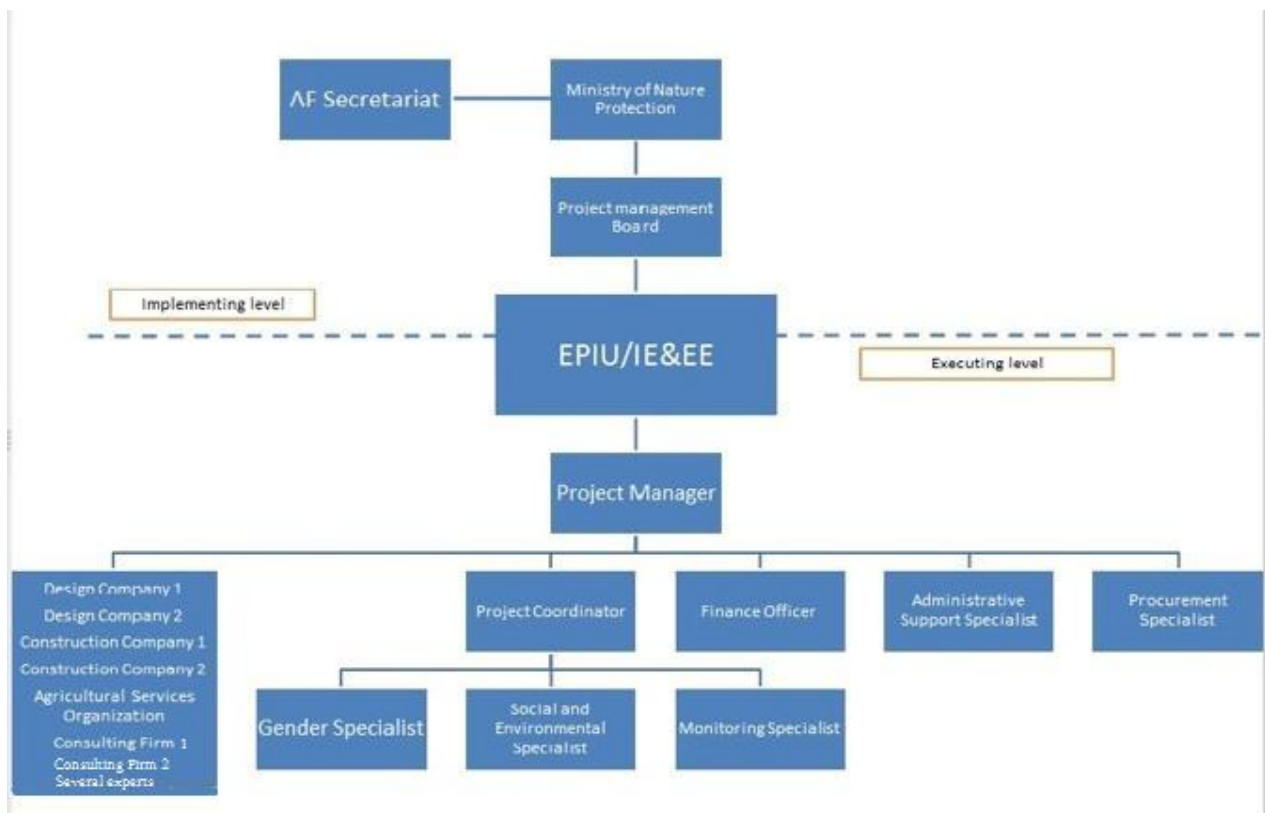 AF Secretariat
Ministry of Nature
Protection
Project management
Board
Implementing level
EPIU/IE&EE
Executing level
Project Manager
Design Company 1
Design Company 2
Construction Company 1
Construction Company 2
Agricultural Services
Organization
Consulting Firm 1
Consulting Firm 2
Several experts
Project Coordinator
Finance Officer
Administrative
Support Specialist
Procurement
Specialist
Gender Specialist
Social and
Environmental
Specialist
Monitoring Specialist